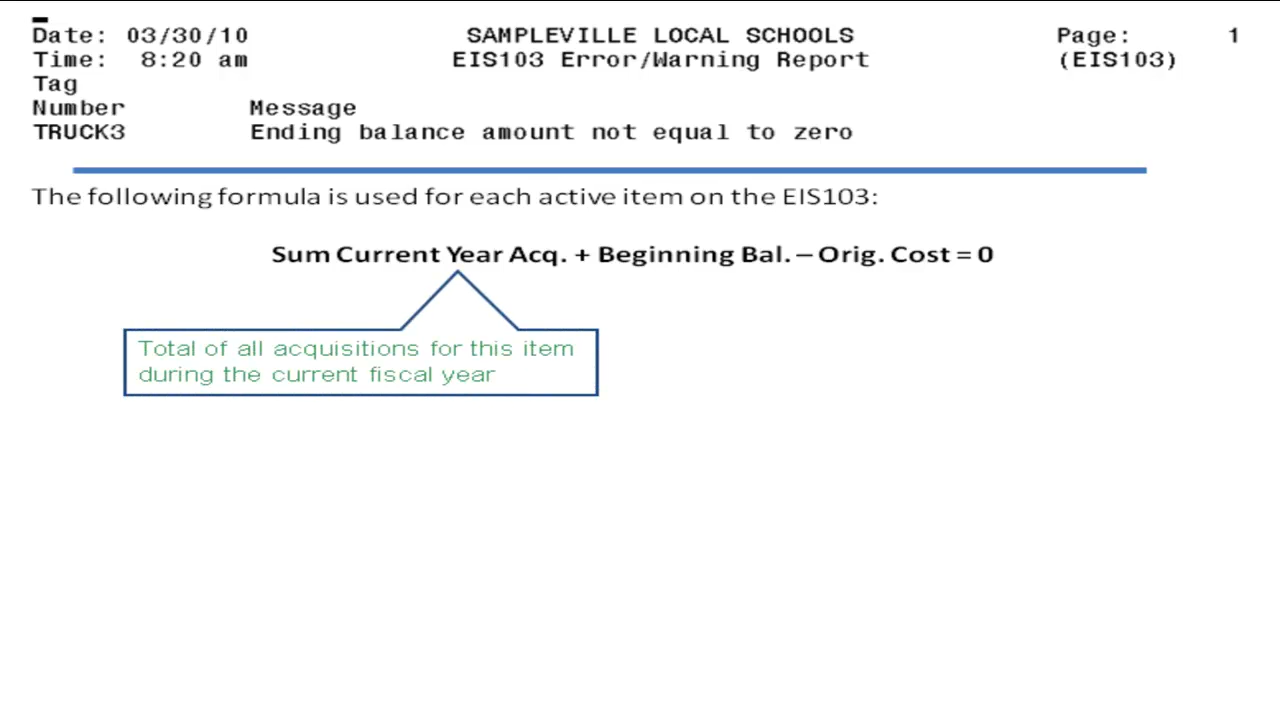 Date: 03/30/10 SAMPLEVILLE LOCAL SCHOOLS Page: 1
Time: 8:20 am EIS103 Error/Warning Report (EIS103)
Tag
Number Message
TRUCK3 Ending balance amount not equal to zero
The following formula is used for each active item on the EIS103:
Sum Current Year Acq. + Beginning Bal. – Orig. Cost = 0
Total of all acquisitions for this item
during the current fiscal year